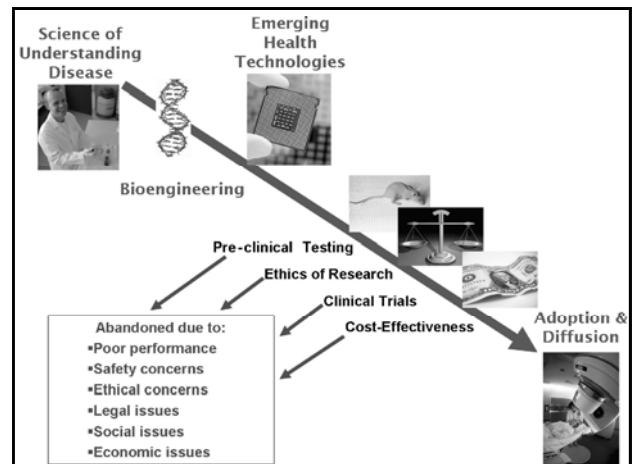 Science of
Understanding
Disease
Emerging
Health
Technologies
Bioengineering
Pre-clinical Testing
Ethics of Research
Clinical Trials
Cost-Effectiveness
Abandoned due to:
▪Poor performance
▪Safety concerns
▪Ethical concerns
▪Legal issues
▪Social issues
▪Economic issues
Adoption &
Diffusion